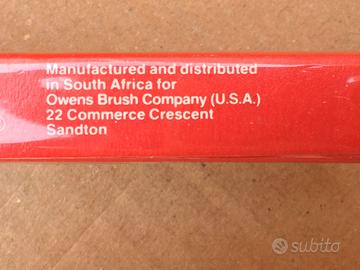 Manufactured and distributed
in South Africa for
Owens Brush Company (U.S.A.)
22 Commerce Crescent
Sandton
subito